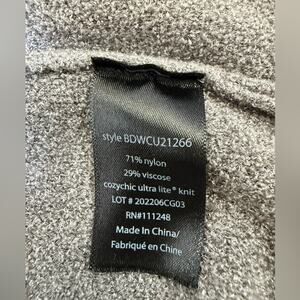 style BDWCU21266
71% nylon
29% viscose
cozychic ultra lite® knit
LOT # 202206CG03
RN#111248
Made In China/
Fabriqué en Chine